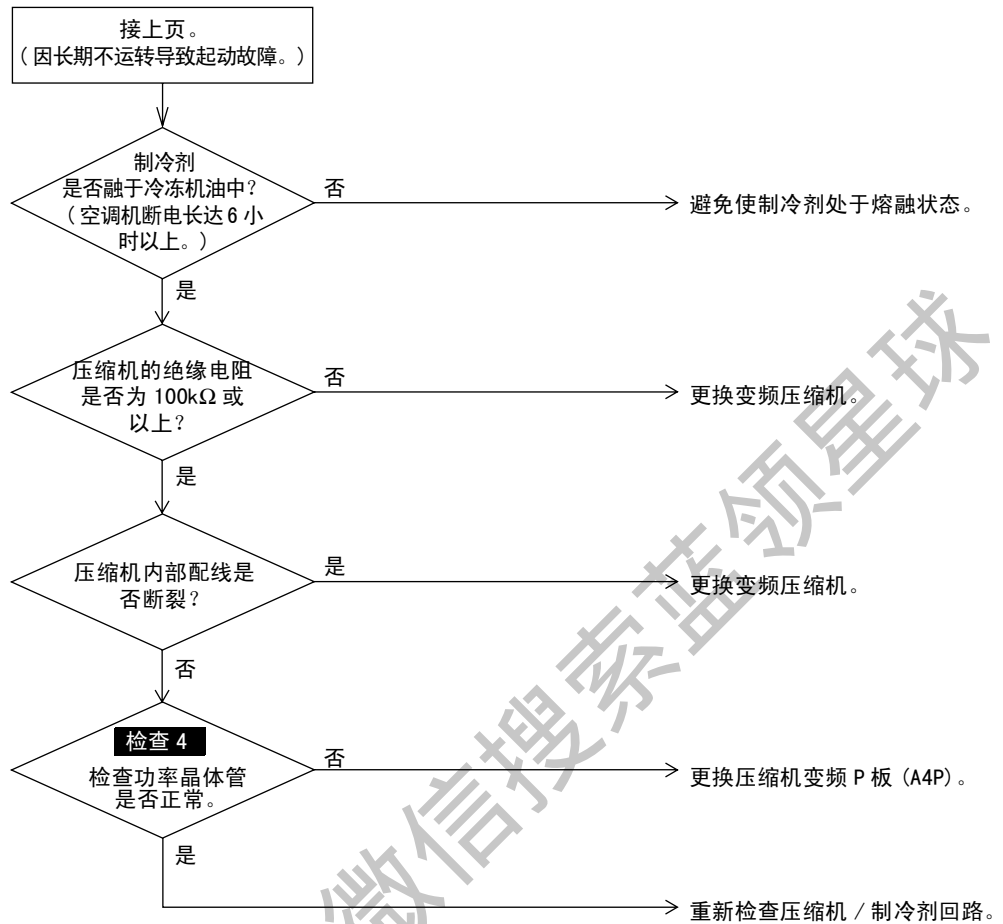 接上页。
（因长期不运转导致起动故障。）
制冷剂
是否融于冷冻机油中？
（空调机断电长达 6 小
时以上。）
否
避免使制冷剂处于熔融状态。
是
压缩机的绝缘电阻
是否为 100kΩ 或
以上？
否
更换变频压缩机。
是
压缩机内部配线是
否断裂？
是
更换变频压缩机。
否
检查 4
检查功率晶体管
是否正常。
否
更换压缩机变频 P 板 (A4P)。
是
重新检查压缩机 / 制冷剂回路。
微信搜索蓝领星球